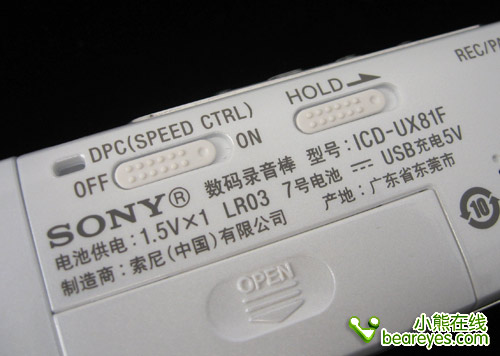 REC/P
HOLD
DPC(SPEED CTRL)
OFF ON
SONY® 数码录音棒 型号: ICD-UX81F
电池供电: 1.5V×1 LR03 7号电池 ⎓ USB充电5V
制造商: 索尼(中国)有限公司 产地: 广东省东莞市
10
OPEN
小熊在线
beareyes.com